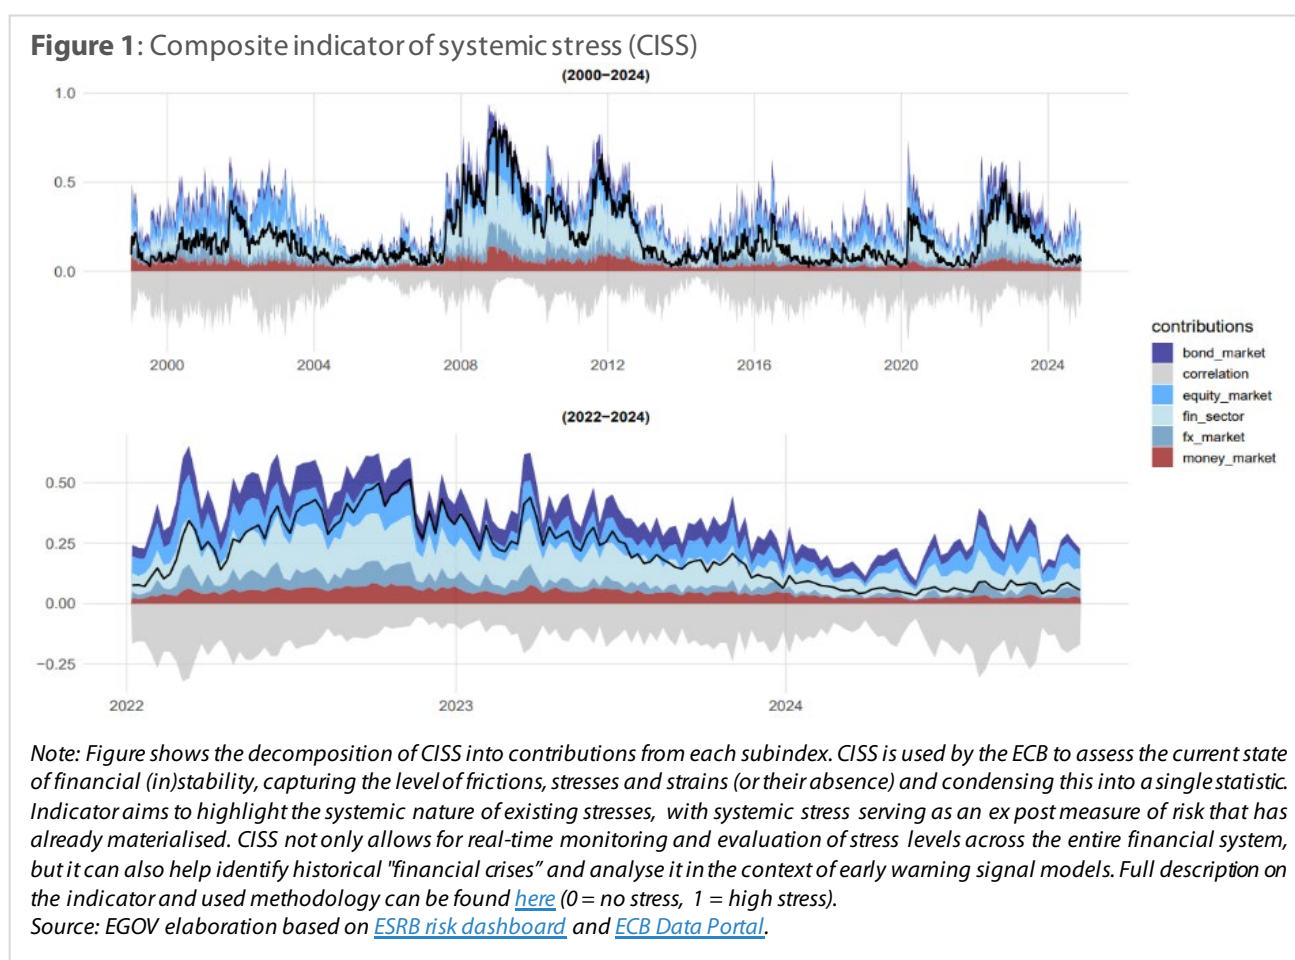 Figure 1: Composite indicator of systemic stress (CISS)
(2000−2024)
1.0
0.5
0.0
2000 2004 2008 2012 2016 2020 2024
contributions
bond_market
correlation
equity_market
fin_sector
fx_market
money_market
(2022−2024)
0.50
0.25
0.00
−0.25
2022 2023 2024
Note: Figure shows the decomposition of CISS into contributions from each subindex. CISS is used by the ECB to assess the current state
of financial (in)stability, capturing the level of frictions, stresses and strains (or their absence) and condensing this into a single statistic.
Indicator aims to highlight the systemic nature of existing stresses, with systemic stress serving as an ex post measure of risk that has
already materialised. CISS not only allows for real-time monitoring and evaluation of stress levels across the entire financial system,
but it can also help identify historical "financial crises” and analyse it in the context of early warning signal models. Full description on
the indicator and used methodology can be found here (0 = no stress, 1 = high stress).
Source: EGOV elaboration based on ESRB risk dashboard and ECB Data Portal.